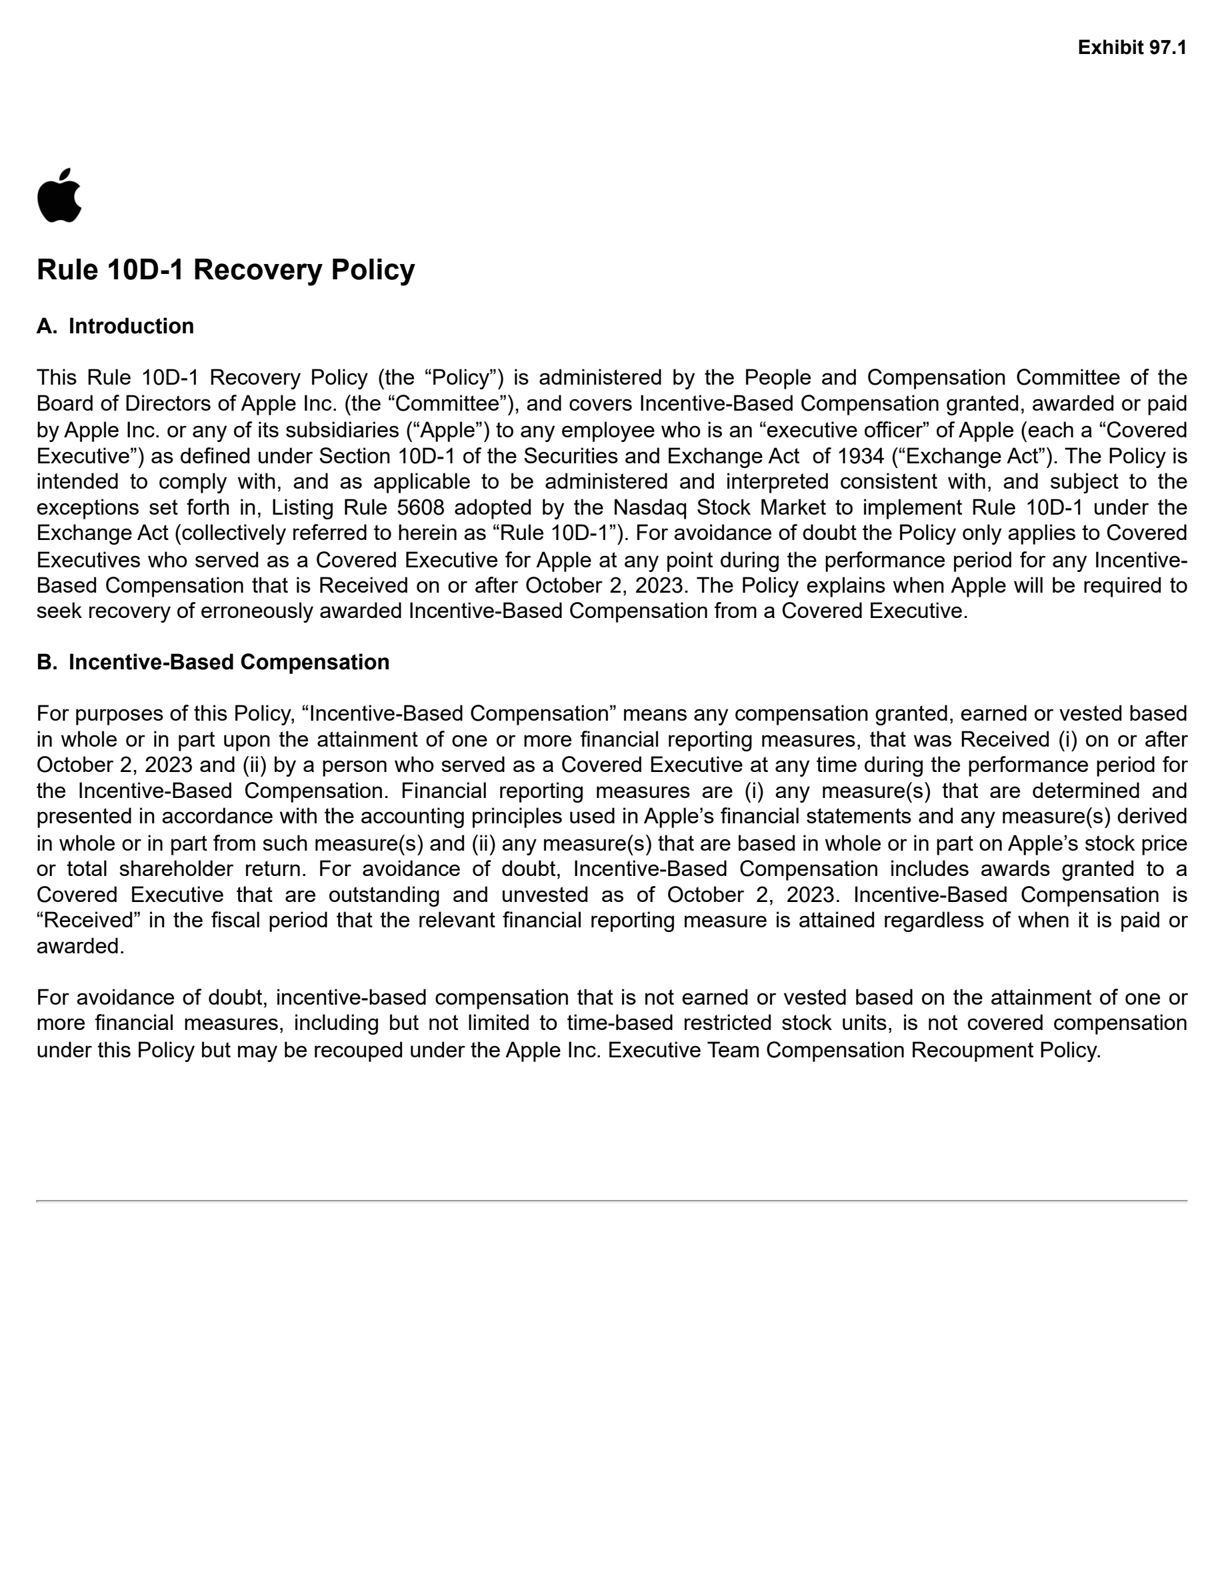 Exhibit 97.1
Rule 10D-1 Recovery Policy
A. Introduction
This Rule 10D-1 Recovery Policy (the “Policy”) is administered by the People and Compensation Committee of the
Board of Directors of Apple Inc. (the “Committee”), and covers Incentive-Based Compensation granted, awarded or paid
by Apple Inc. or any of its subsidiaries (“Apple”) to any employee who is an “executive officer” of Apple (each a “Covered
Executive”) as defined under Section 10D-1 of the Securities and Exchange Act of 1934 (“Exchange Act”). The Policy is
intended to comply with, and as applicable to be administered and interpreted consistent with, and subject to the
exceptions set forth in, Listing Rule 5608 adopted by the Nasdaq Stock Market to implement Rule 10D-1 under the
Exchange Act (collectively referred to herein as “Rule 10D-1”). For avoidance of doubt the Policy only applies to Covered
Executives who served as a Covered Executive for Apple at any point during the performance period for any Incentive-
Based Compensation that is Received on or after October 2, 2023. The Policy explains when Apple will be required to
seek recovery of erroneously awarded Incentive-Based Compensation from a Covered Executive.
B. Incentive-Based Compensation
For purposes of this Policy, “Incentive-Based Compensation” means any compensation granted, earned or vested based
in whole or in part upon the attainment of one or more financial reporting measures, that was Received (i) on or after
October 2, 2023 and (ii) by a person who served as a Covered Executive at any time during the performance period for
the Incentive-Based Compensation. Financial reporting measures are (i) any measure(s) that are determined and
presented in accordance with the accounting principles used in Apple’s financial statements and any measure(s) derived
in whole or in part from such measure(s) and (ii) any measure(s) that are based in whole or in part on Apple’s stock price
or total shareholder return. For avoidance of doubt, Incentive-Based Compensation includes awards granted to a
Covered Executive that are outstanding and unvested as of October 2, 2023. Incentive-Based Compensation is
“Received” in the fiscal period that the relevant financial reporting measure is attained regardless of when it is paid or
awarded.
For avoidance of doubt, incentive-based compensation that is not earned or vested based on the attainment of one or
more financial measures, including but not limited to time-based restricted stock units, is not covered compensation
under this Policy but may be recouped under the Apple Inc. Executive Team Compensation Recoupment Policy.